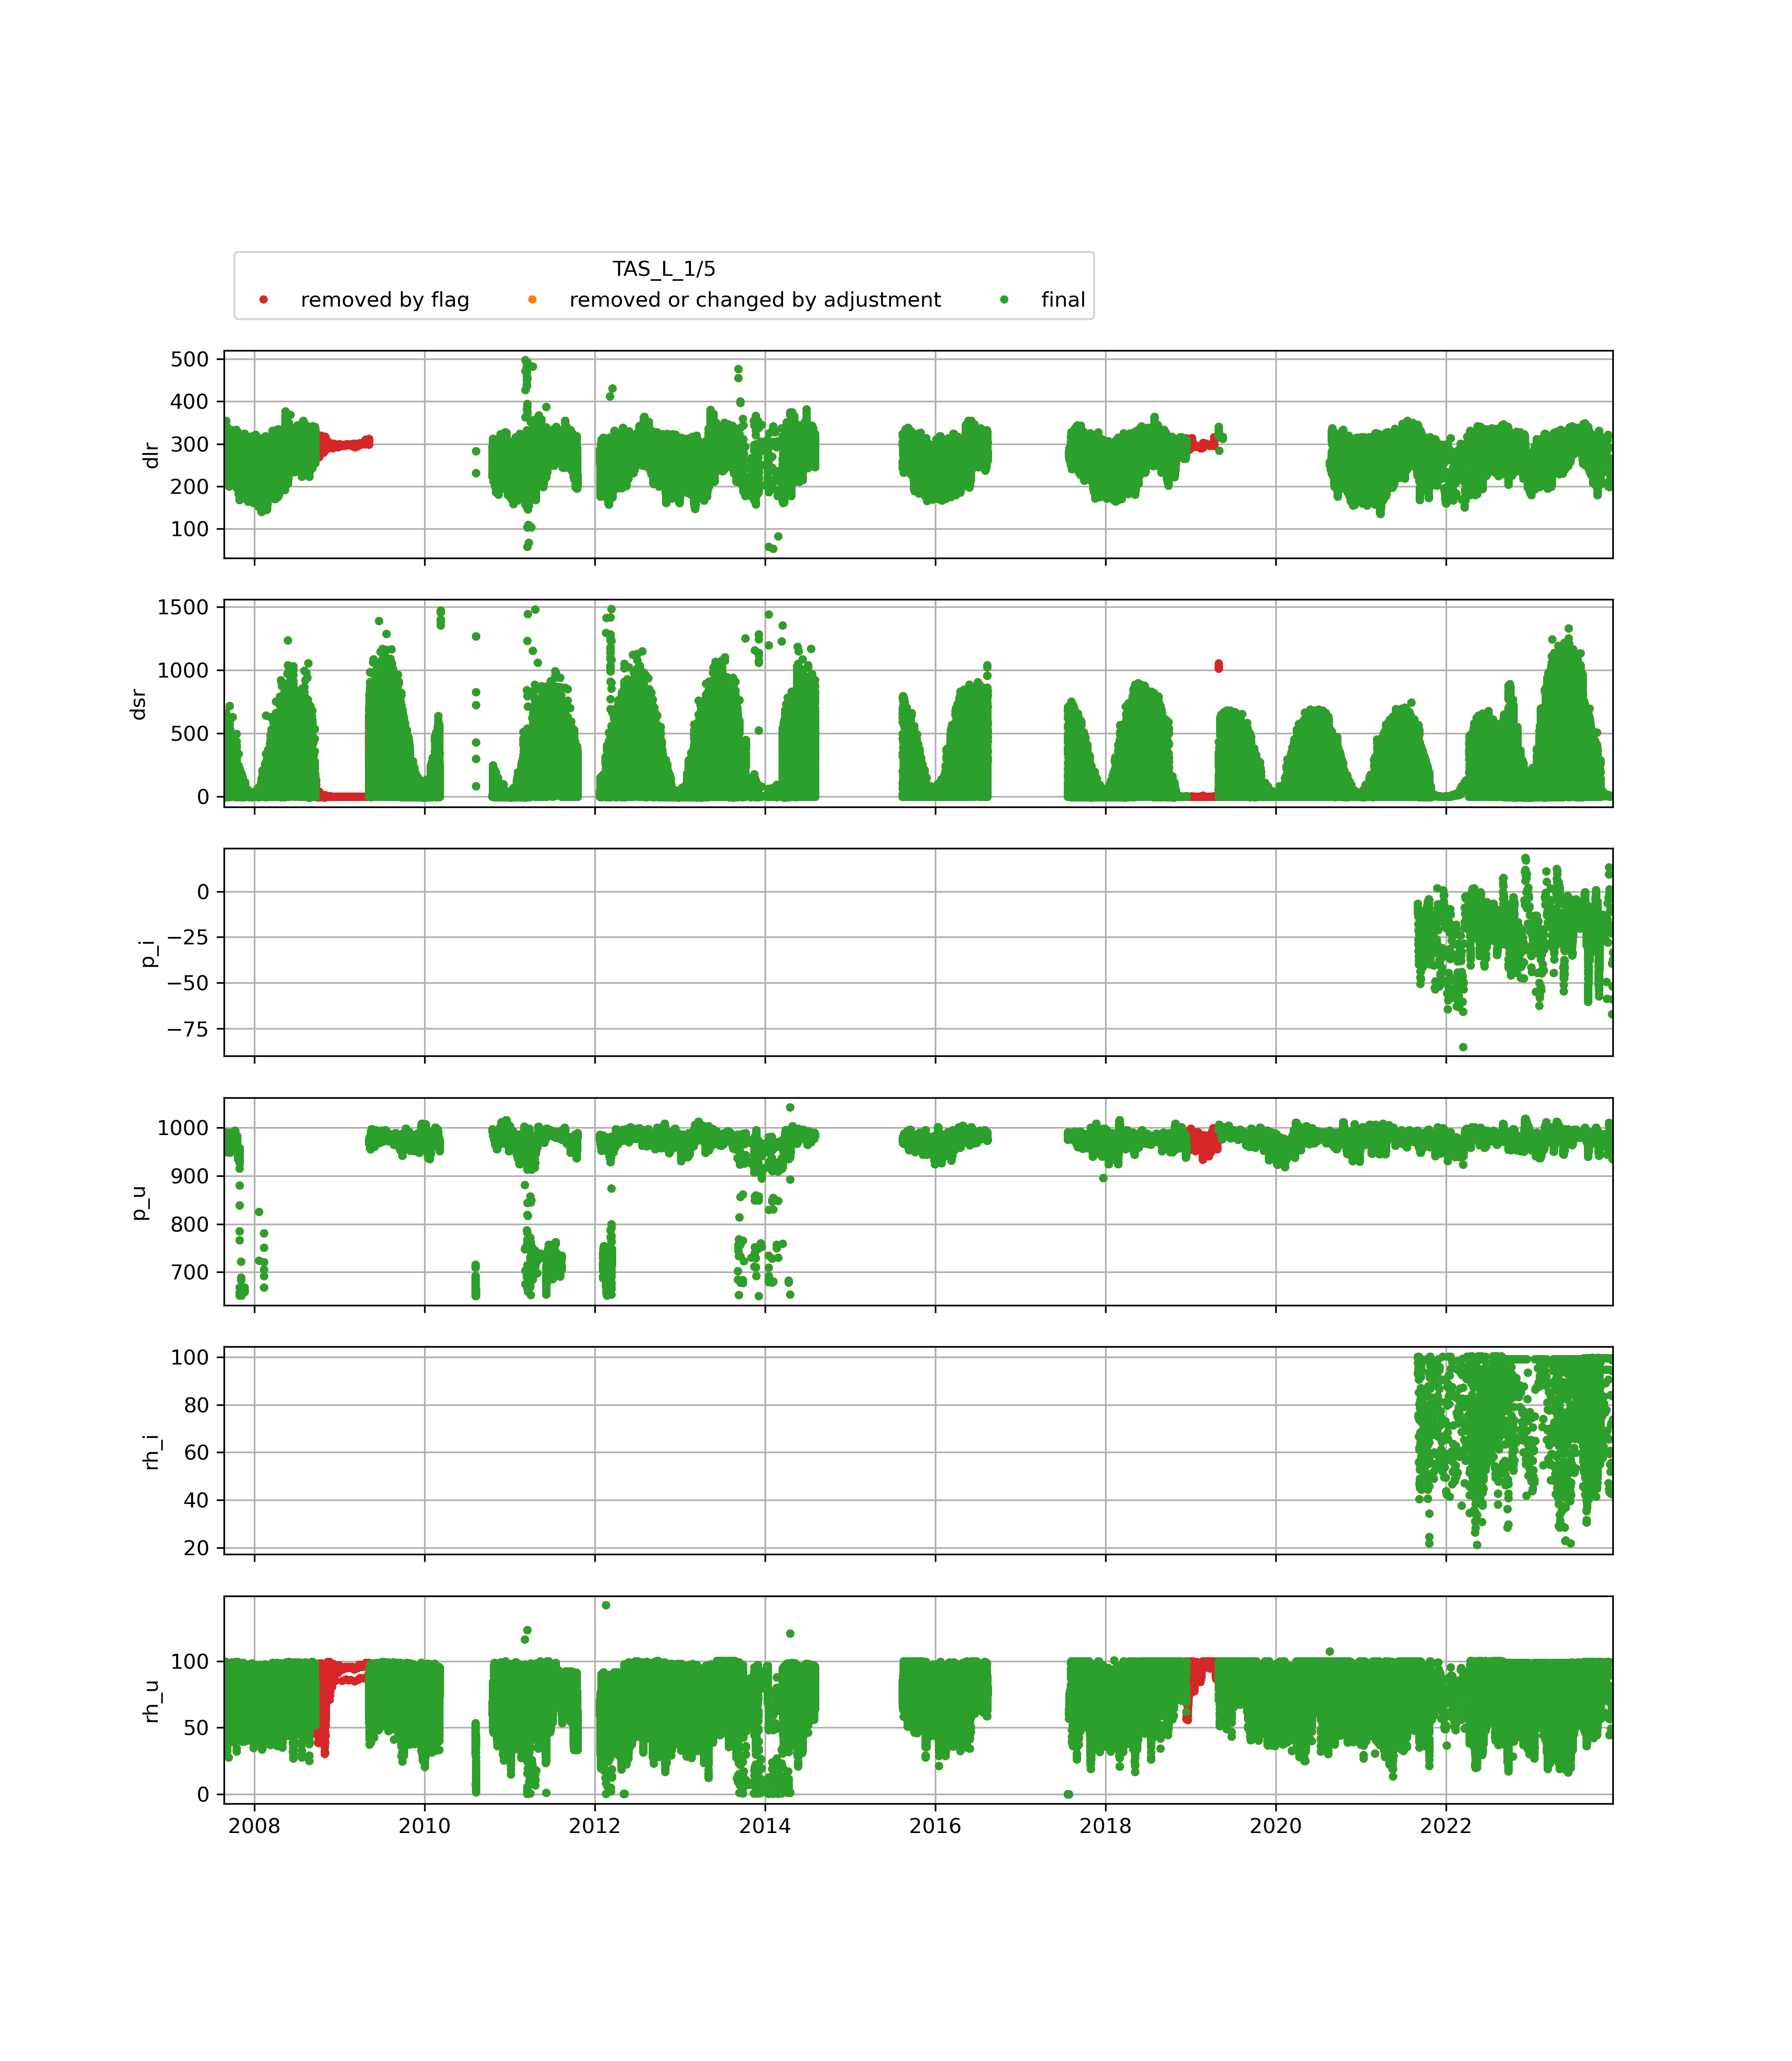 TAS_L_1/5
removed by flag removed or changed by adjustment final
500
400
300
200
100
dlr
1500
1000
500
0
dsr
0
−25
−50
−75
p_i
1000
900
800
700
p_u
100
80
60
40
20
rh_i
100
50
0
rh_u
2008 2010 2012 2014 2016 2018 2020 2022